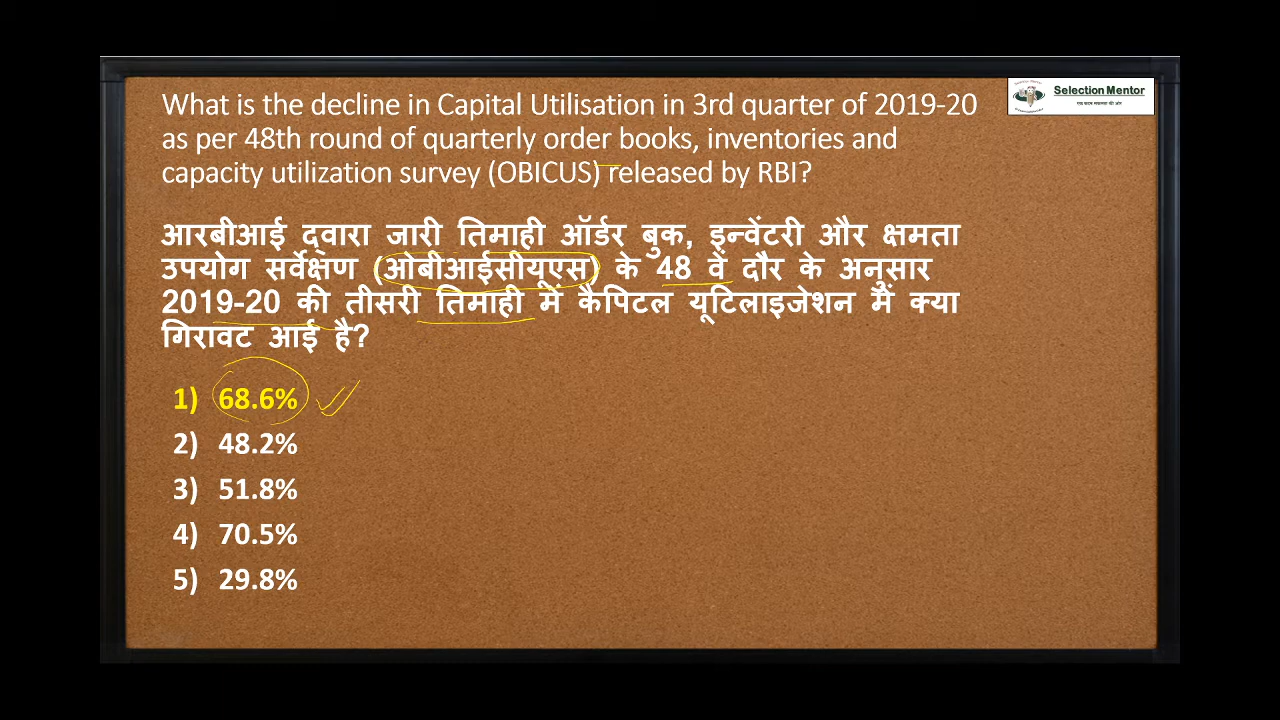 What is the decline in Capital Utilisation in 3rd quarter of 2019-20
as per 48th round of quarterly order books, inventories and
capacity utilization survey (OBICUS) released by RBI?
Selection Mentor
आरबीआई द्वारा जारी तिमाही ऑर्डर बुक, इन्वेंटरी और क्षमता
उपयोग सर्वेक्षण (ओबीआईसीयूएस) के 48 वें दौर के अनुसार
2019-20 की तीसरी तिमाही में कैपिटल यूटिलाइजेशन में क्या
गिरावट आई है?
1) 68.6%
2) 48.2%
3) 51.8%
4) 70.5%
5) 29.8%